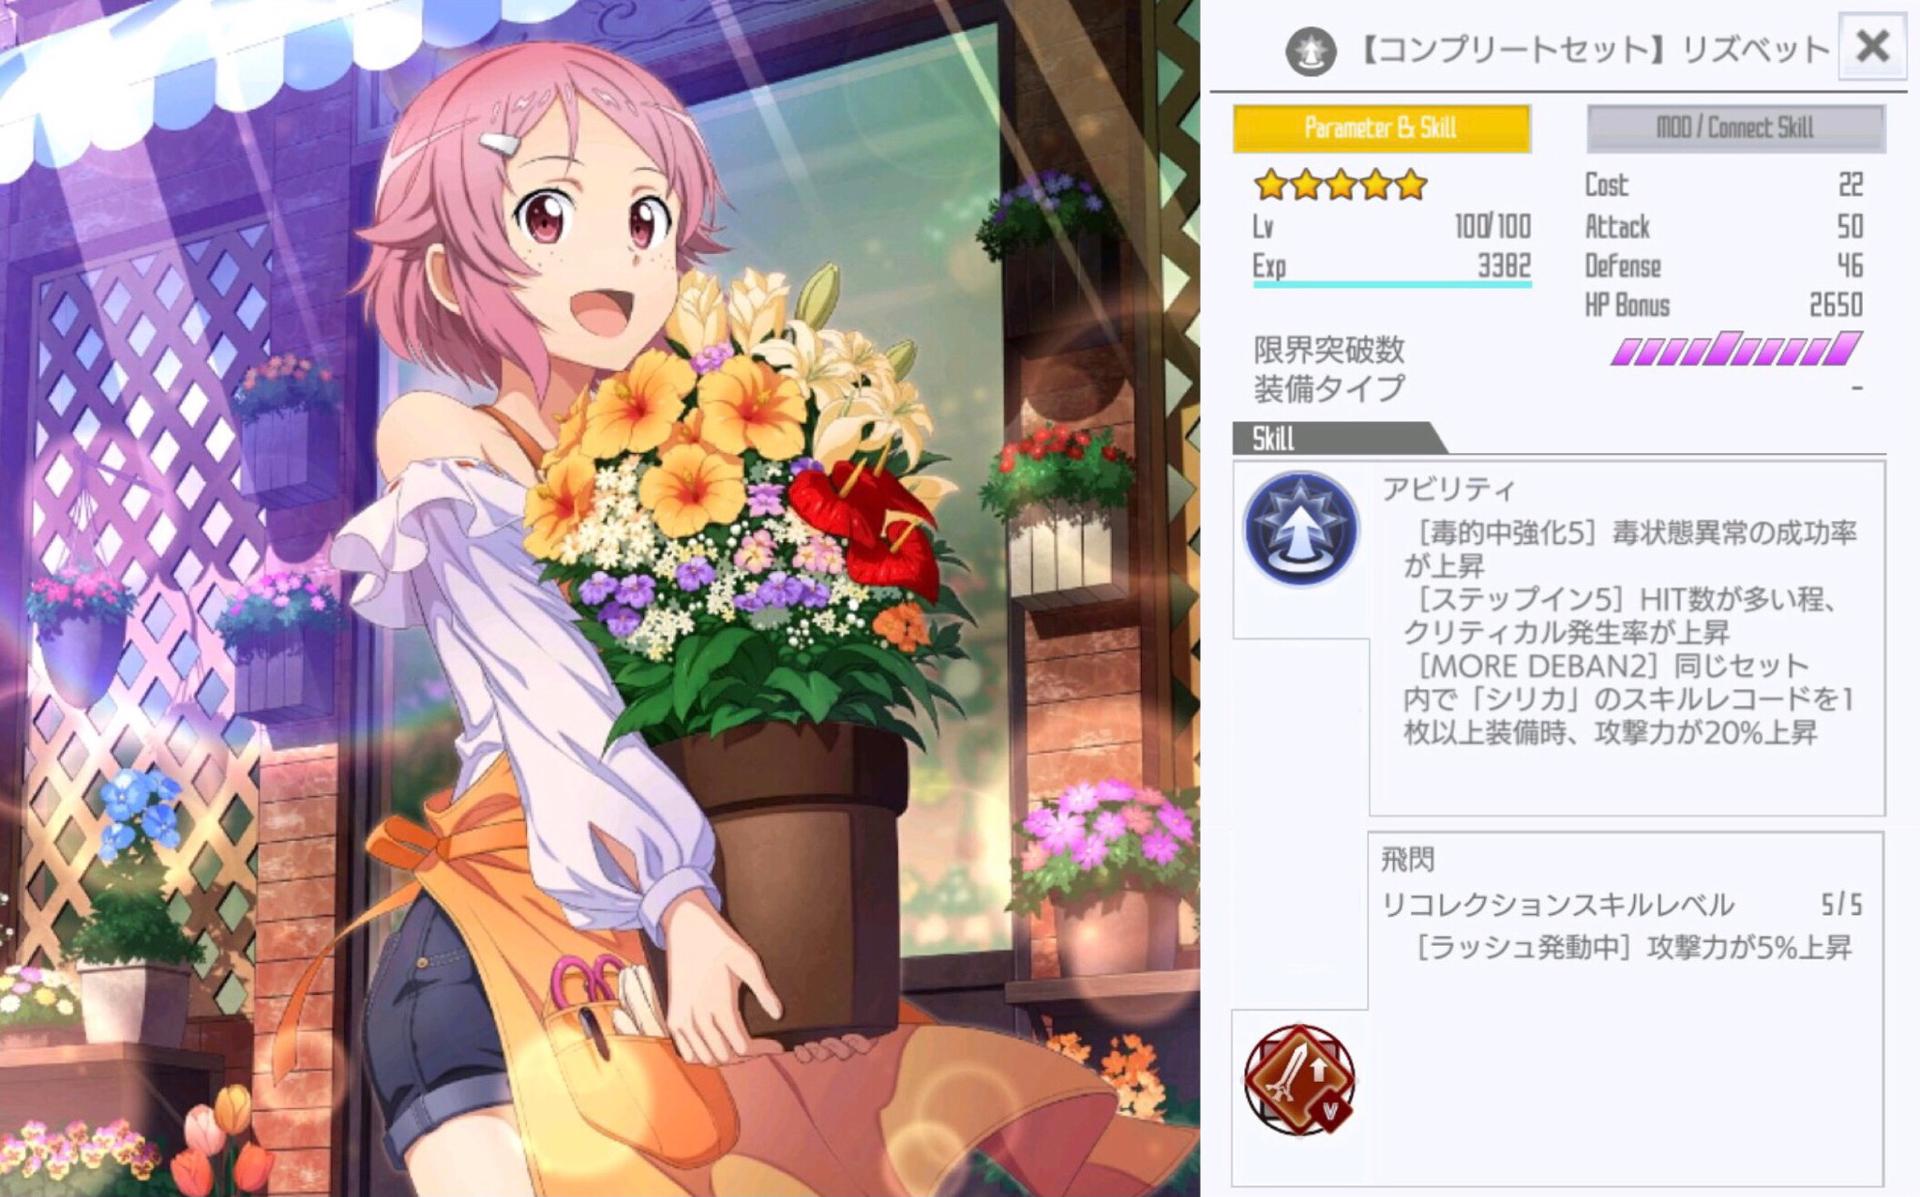 【コンプリートセット】リズベット
Parameter & Skill
MOD / Connect Skill
Lv 100/100
Exp 3382
Cost 22
Attack 50
Defense 46
HP Bonus 2650
限界突破数
装備タイプ -
Skill
アビリティ
［毒的中強化5］毒状態異常の成功率
が上昇
［ステップイン5］HIT数が多い程、
クリティカル発生率が上昇
［MORE DEBAN2］同じセット
内で「シリカ」のスキルレコードを1
枚以上装備時、攻撃力が20%上昇
飛閃
リコレクションスキルレベル 5/5
［ラッシュ発動中］攻撃力が5%上昇
V